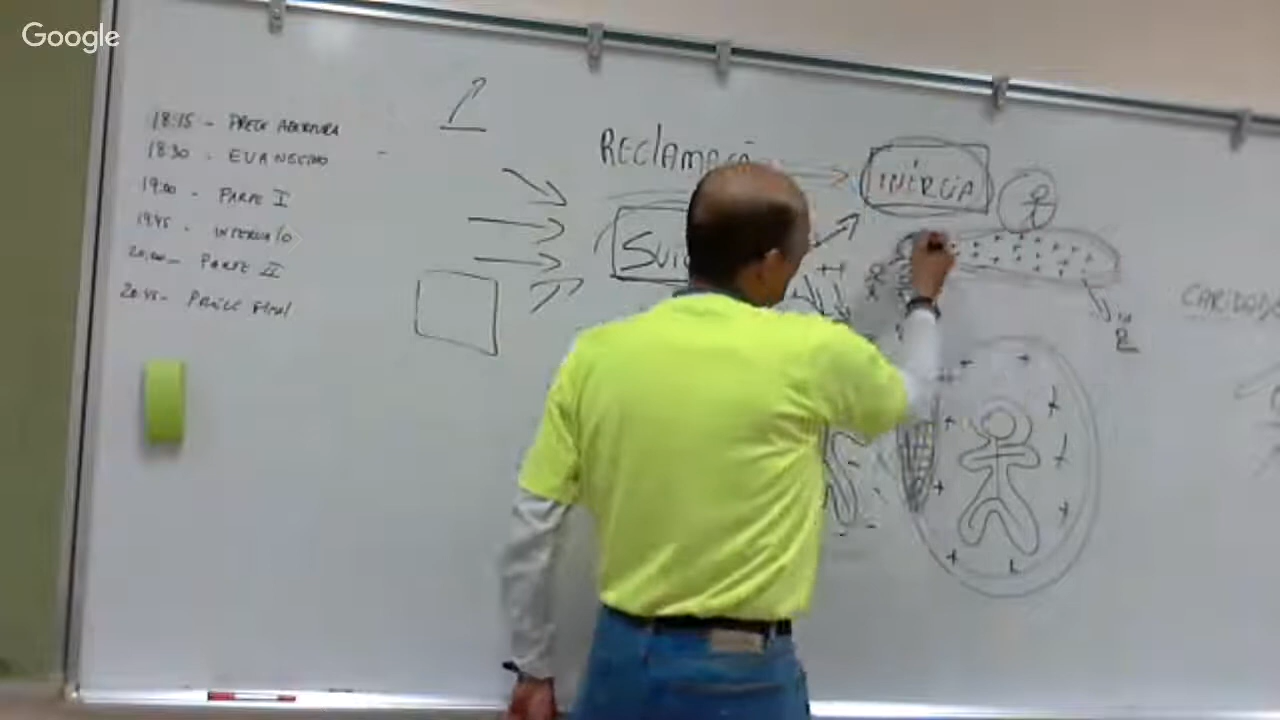 Google
18:15 - PRECE ABERTURA
18:30 - EVANGELHO
19:00 - PARTE I
19:45 - INTERVALO
20:00 - PARTE II
20:45 - PRECE FINAL
RECLAMAÇÃ
INÉRCIA
CARIDAD